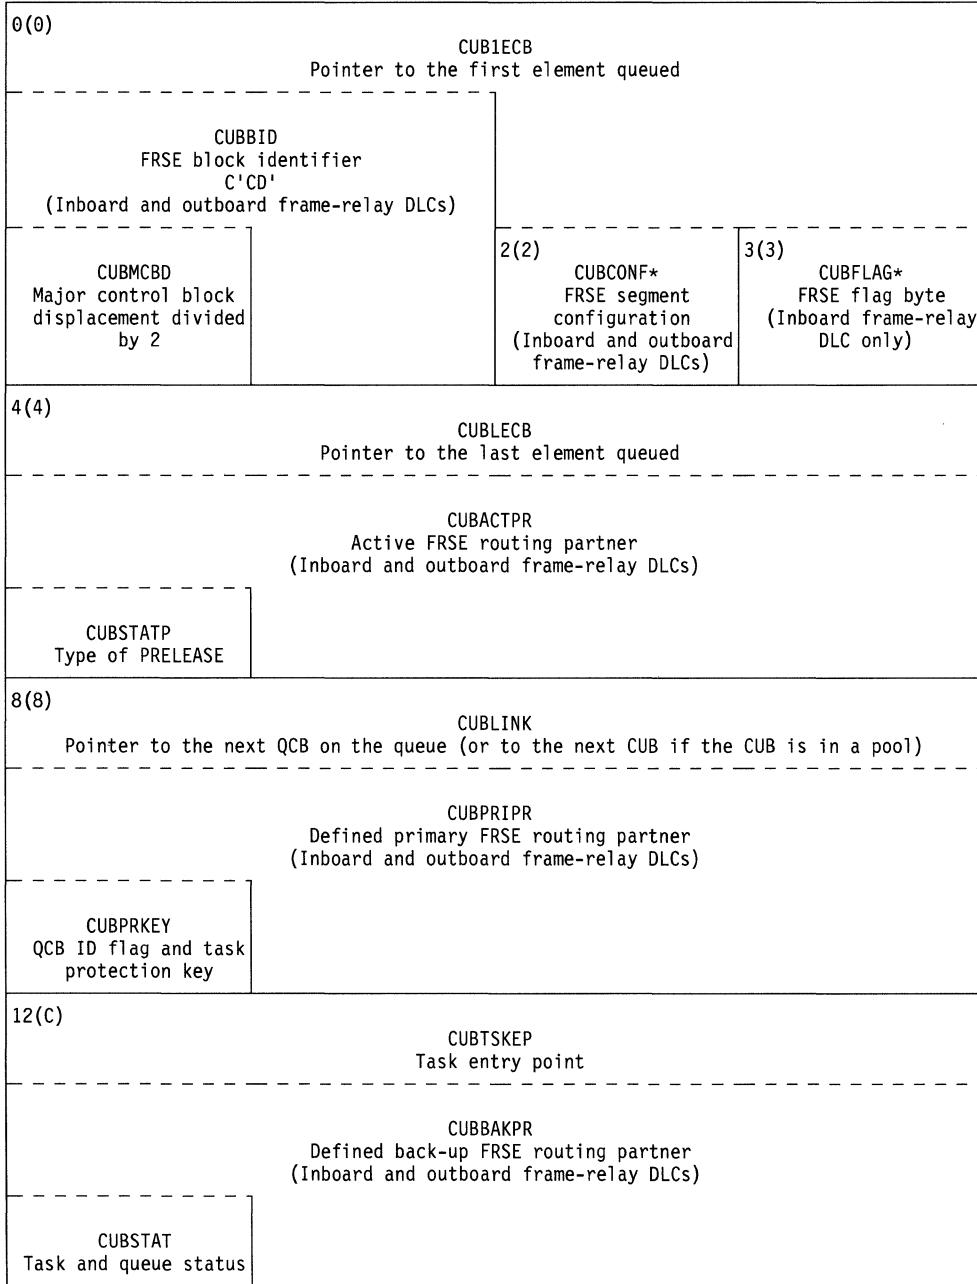 0(0)
CUB1ECB
Pointer to the first element queued
CUBBID
FRSE block identifier
C'CD'
(Inboard and outboard frame-relay DLCs)
CUBMCBD
Major control block
displacement divided
by 2
2(2)
CUBCONF*
FRSE segment
configuration
(Inboard and outboard
frame-relay DLCs)
3(3)
CUBFLAG*
FRSE flag byte
(Inboard frame-relay
DLC only)
4(4)
CUBLECB
Pointer to the last element queued
CUBACTPR
Active FRSE routing partner
(Inboard and outboard frame-relay DLCs)
CUBSTATP
Type of PRELEASE
8(8)
CUBLINK
Pointer to the next QCB on the queue (or to the next CUB if the CUB is in a pool)
CUBPRIPR
Defined primary FRSE routing partner
(Inboard and outboard frame-relay DLCs)
CUBPRKEY
QCB ID flag and task
protection key
12(C)
CUBTSKEP
Task entry point
CUBBAKPR
Defined back-up FRSE routing partner
(Inboard and outboard frame-relay DLCs)
CUBSTAT
Task and queue status